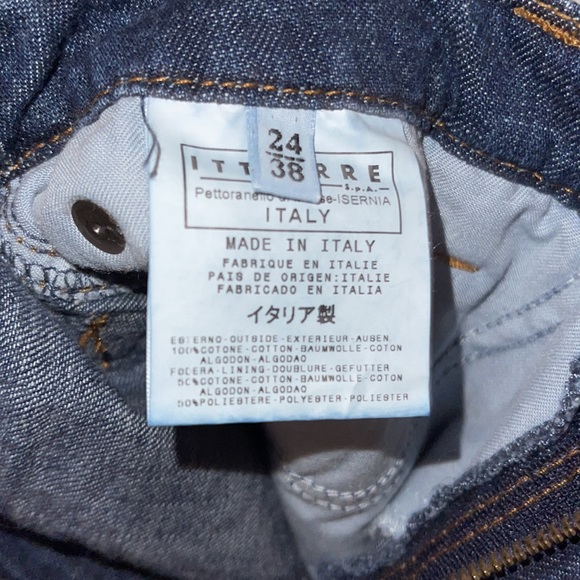 24
38
S.p.A.
Pettoranello ISERNIA
ITALY
MADE IN ITALY
FABRIQUE EN ITALIE
PAIS DE ORIGEN:ITALIE
FABRICADO EN ITALIA
イタリア製
ESTERNO-OUTSIDE-EXTERIEUR-AUSEN
100%COTONE-COTTON-BAUMWOLLE-COTON
ALGODON-ALGODAO
FODERA-LINING-DOUBLURE-GEFUTTER
50%COTONE-COTTON-BAUMWOLLE-COTON
ALGODON-ALGODAO
50%POLIESTERE-POLYESTER-POLYESTER